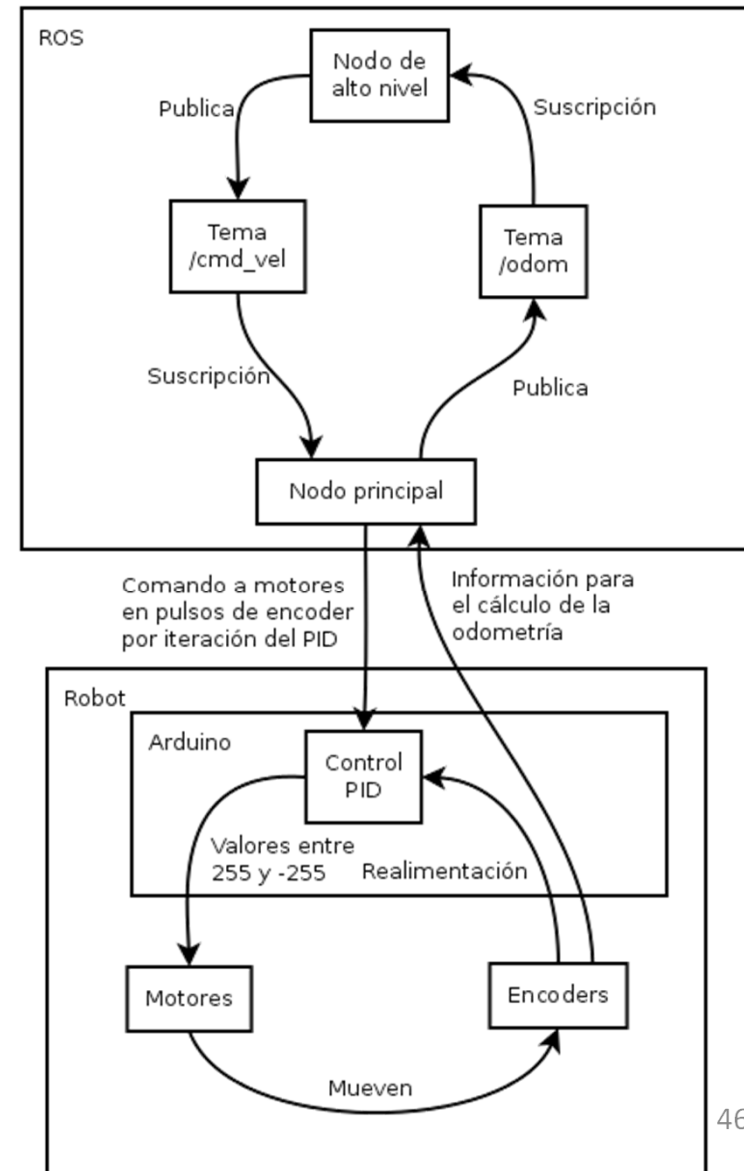 ROS
Nodo de
alto nivel
Publica
Suscripción
Tema
/cmd_vel
Tema
/odom
Suscripción
Publica
Nodo principal
Comando a motores
en pulsos de encoder
por iteración del PID
Información para
el cálculo de la
odometría
Robot
Arduino
Control
PID
Valores entre
255 y -255
Realimentación
Motores
Encoders
Mueven
46